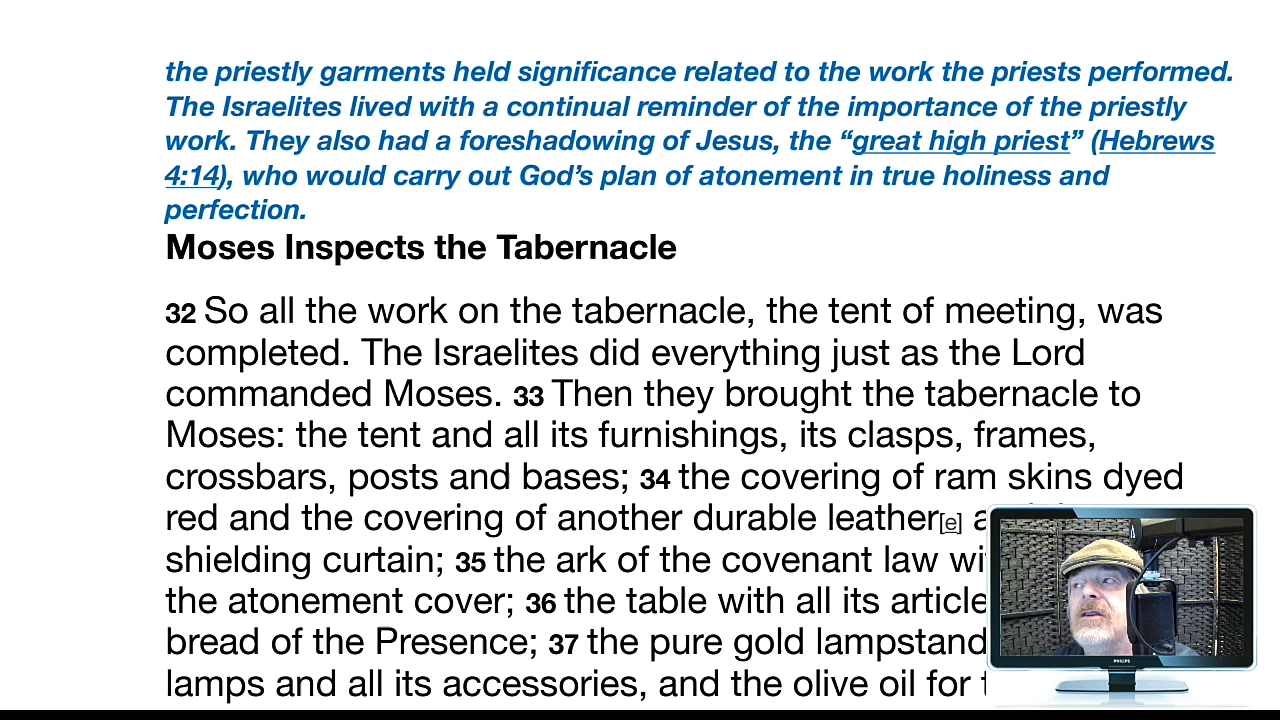 the priestly garments held significance related to the work the priests performed.
The Israelites lived with a continual reminder of the importance of the priestly
work. They also had a foreshadowing of Jesus, the “great high priest” (Hebrews
4:14), who would carry out God’s plan of atonement in true holiness and
perfection.
Moses Inspects the Tabernacle
32 So all the work on the tabernacle, the tent of meeting, was
completed. The Israelites did everything just as the Lord
commanded Moses. 33 Then they brought the tabernacle to
Moses: the tent and all its furnishings, its clasps, frames,
crossbars, posts and bases; 34 the covering of ram skins dyed
red and the covering of another durable leather[e]
shielding curtain; 35 the ark of the covenant law
the atonement cover; 36 the table with all its
bread of the Presence; 37 the pure gold lampstand
lamps and all its accessories, and the olive oil for
PHILIPS